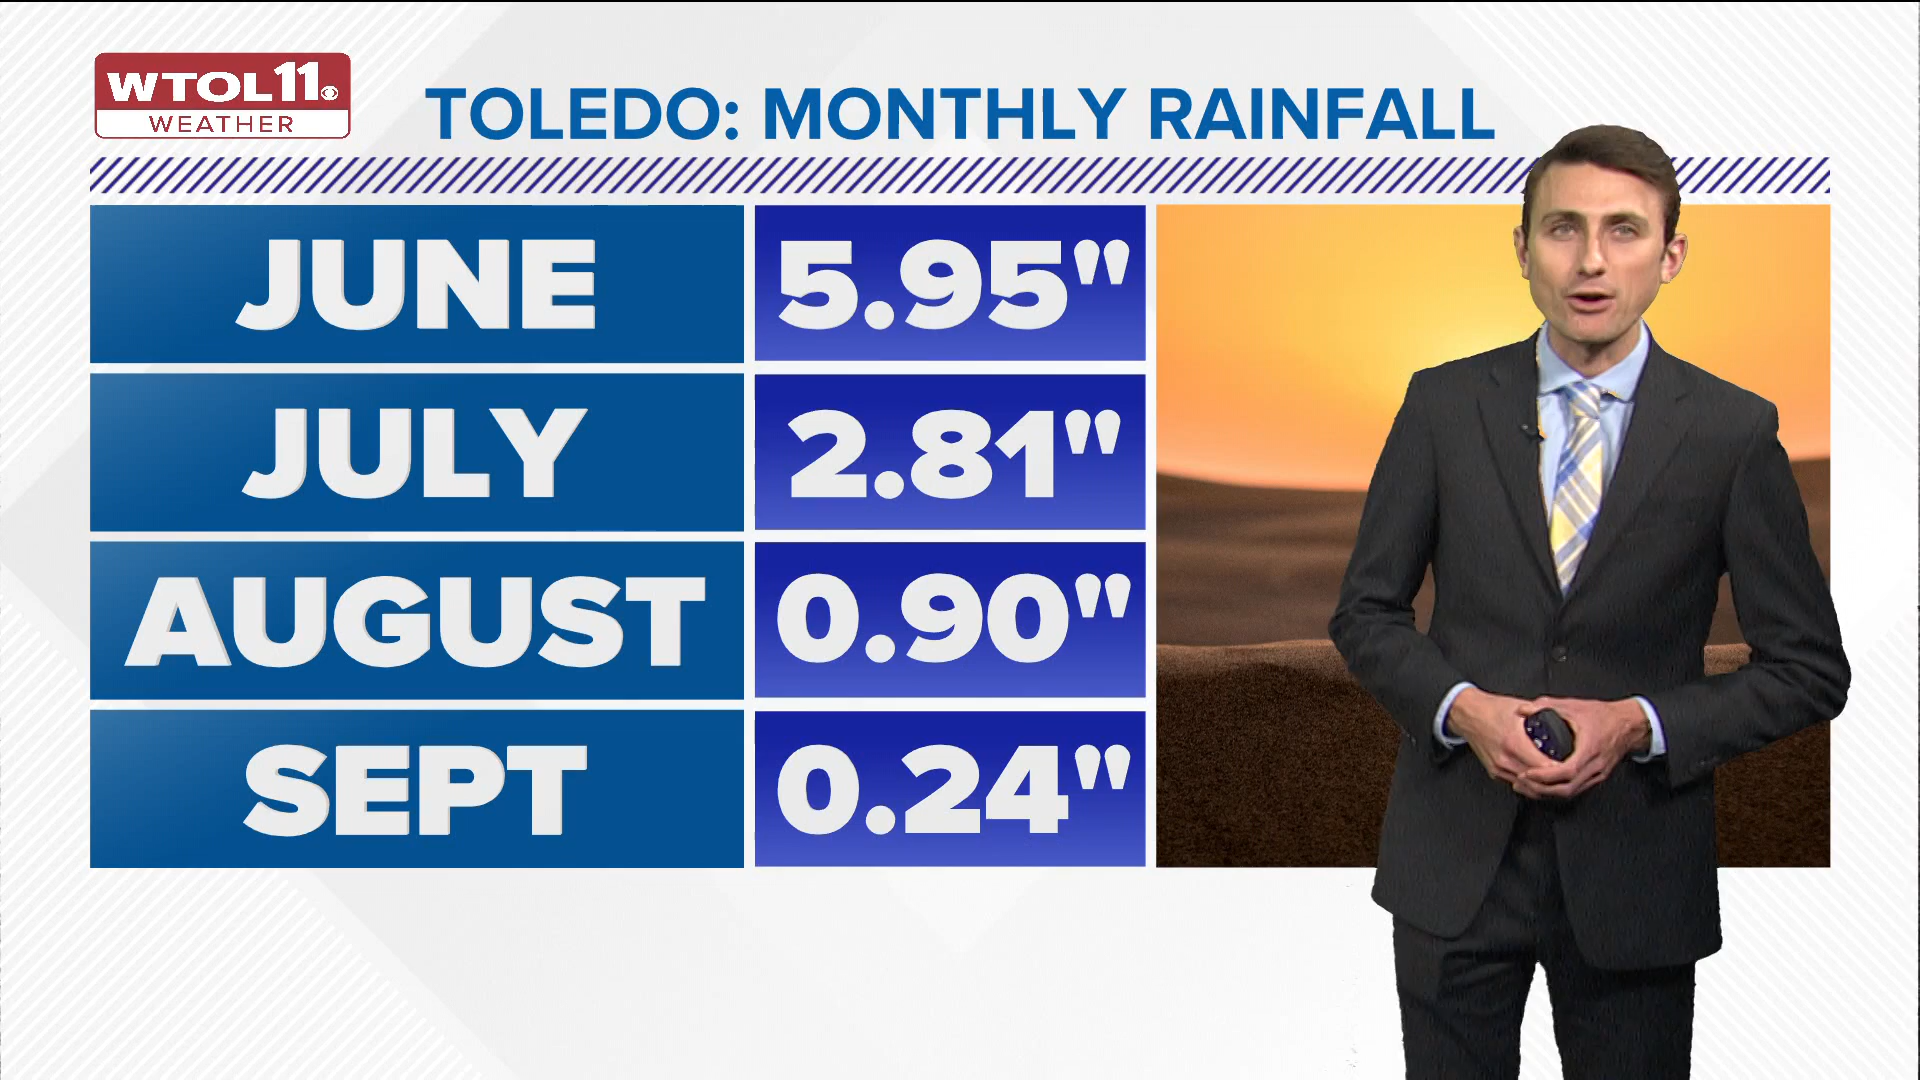 WTOL11
WEATHER
TOLEDO: MONTHLY RAINFALL
JUNE 5.95"
JULY 2.81"
AUGUST 0.90"
SEPT 0.24"